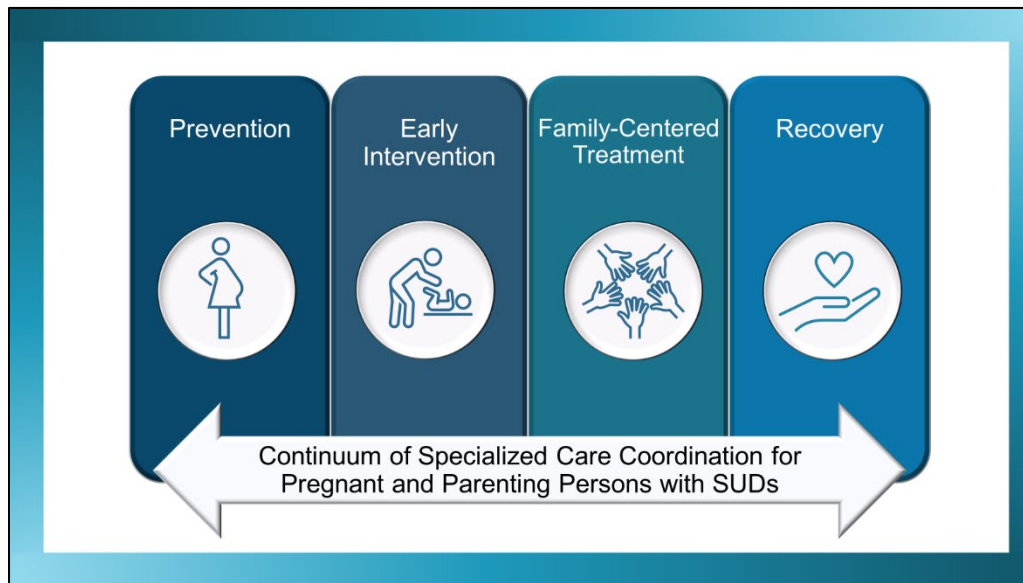 Prevention
Early
Intervention
Family-Centered
Treatment
Recovery
Continuum of Specialized Care Coordination for
Pregnant and Parenting Persons with SUDs